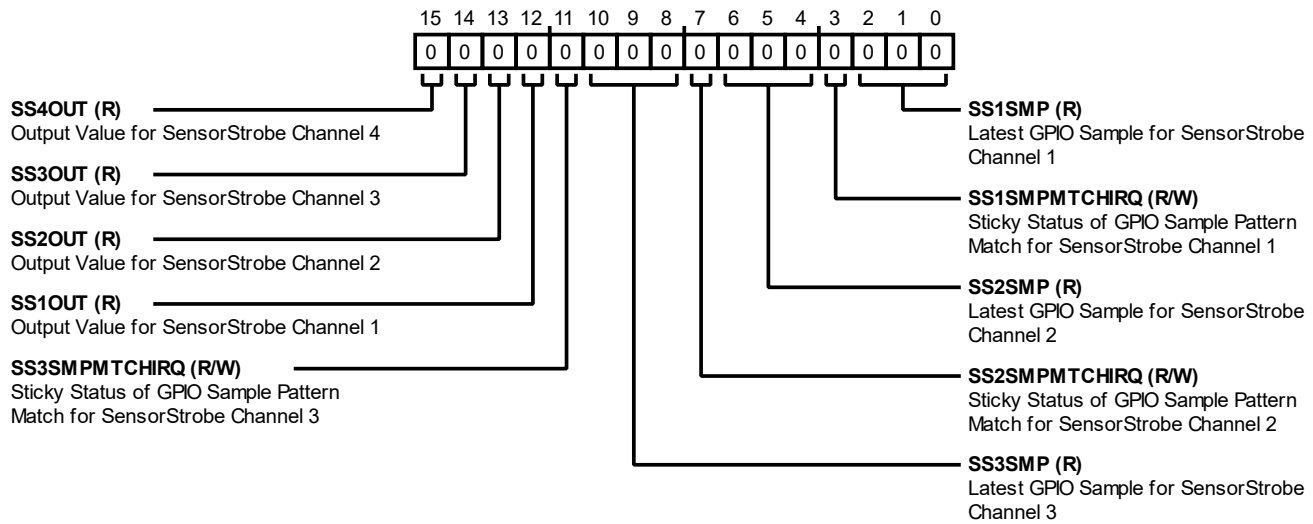 15 14 13 12 11 10 9 8 7 6 5 4 3 2 1 0
0 0 0 0 0 0 0 0 0 0 0 0 0 0 0 0
SS4OUT (R)
Output Value for SensorStrobe Channel 4
SS3OUT (R)
Output Value for SensorStrobe Channel 3
SS2OUT (R)
Output Value for SensorStrobe Channel 2
SS1OUT (R)
Output Value for SensorStrobe Channel 1
SS3SMPMTCHIRQ (R/W)
Sticky Status of GPIO Sample Pattern
Match for SensorStrobe Channel 3
SS1SMP (R)
Latest GPIO Sample for SensorStrobe
Channel 1
SS1SMPMTCHIRQ (R/W)
Sticky Status of GPIO Sample Pattern
Match for SensorStrobe Channel 1
SS2SMP (R)
Latest GPIO Sample for SensorStrobe
Channel 2
SS2SMPMTCHIRQ (R/W)
Sticky Status of GPIO Sample Pattern
Match for SensorStrobe Channel 2
SS3SMP (R)
Latest GPIO Sample for SensorStrobe
Channel 3